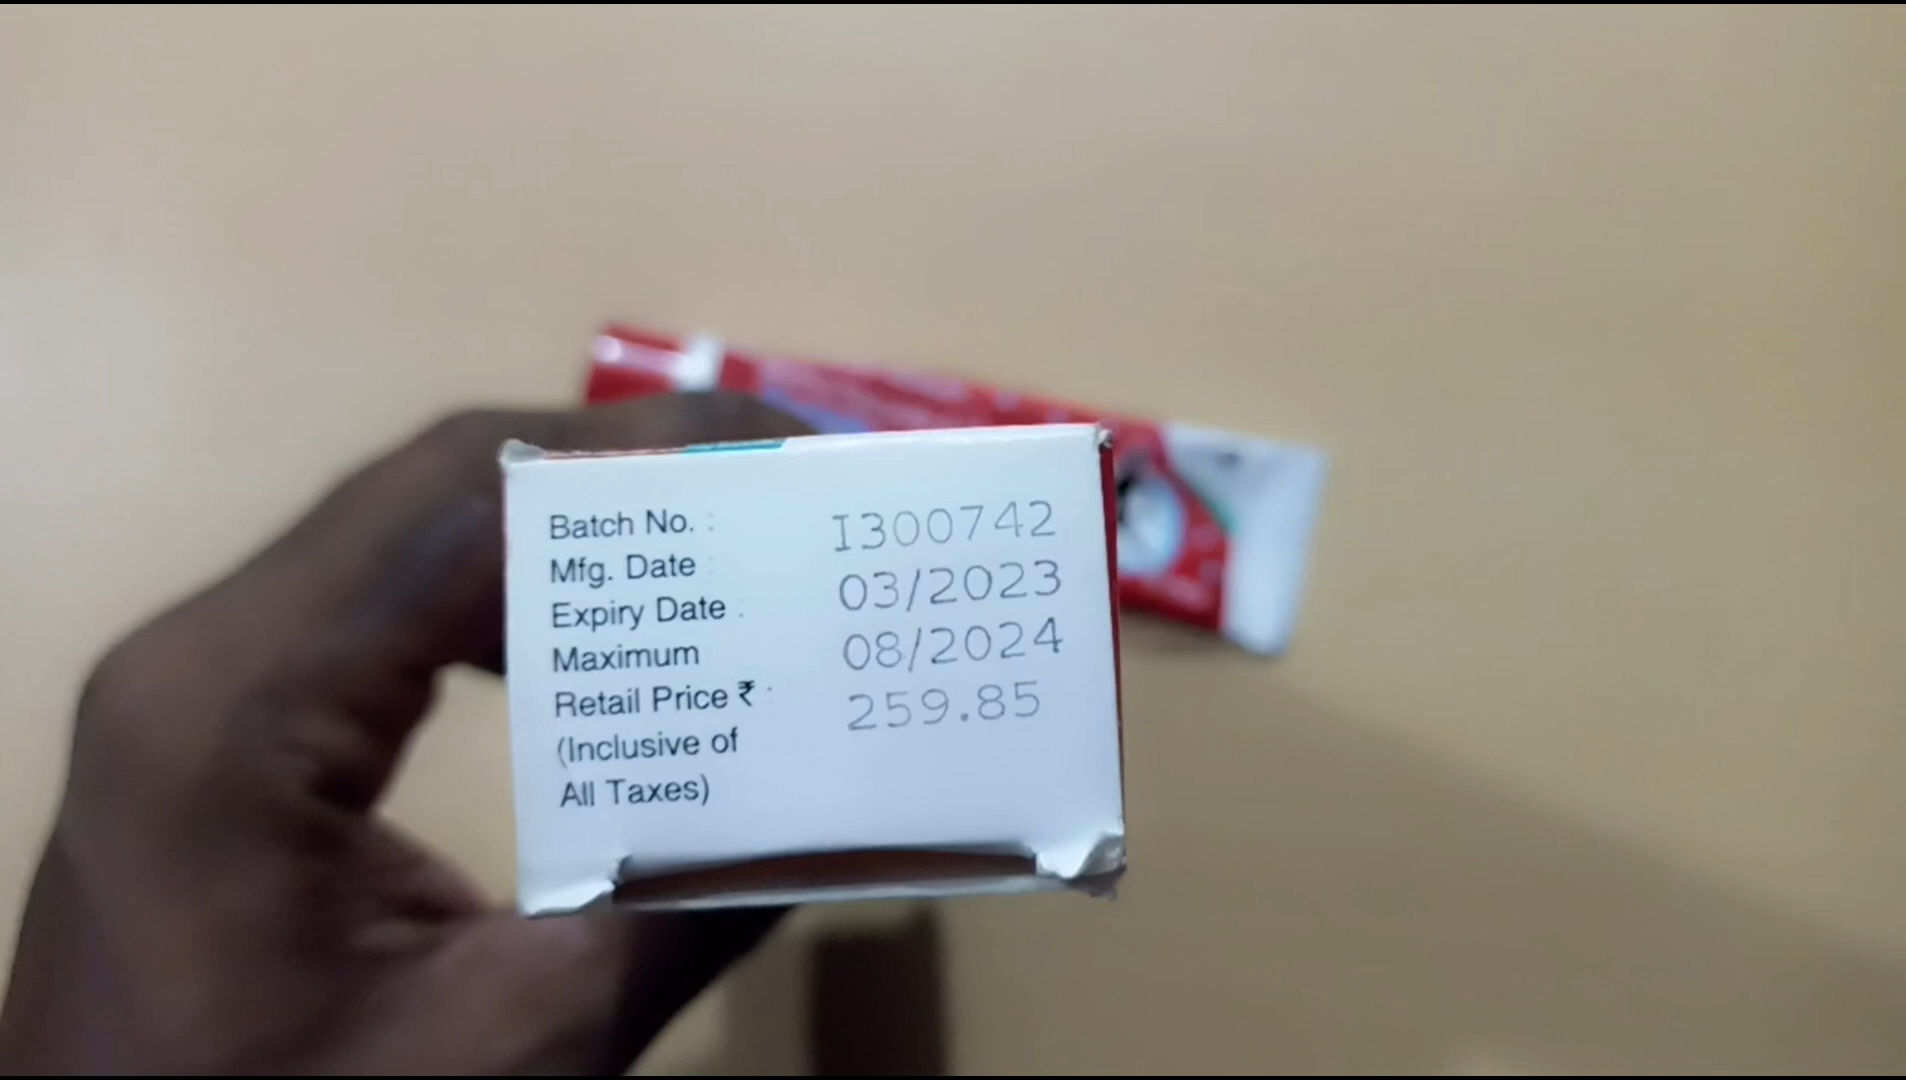 Batch No. : I300742
Mfg. Date : 03/2023
Expiry Date : 08/2024
Maximum
Retail Price ₹ : 259.85
(Inclusive of
All Taxes)